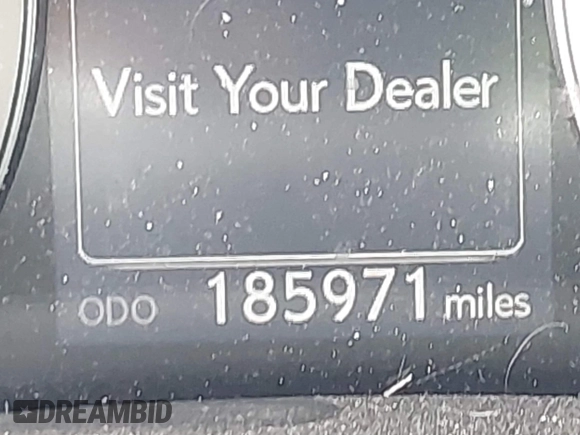 Visit Your Dealer
ODO 185971 miles
DREAMBID